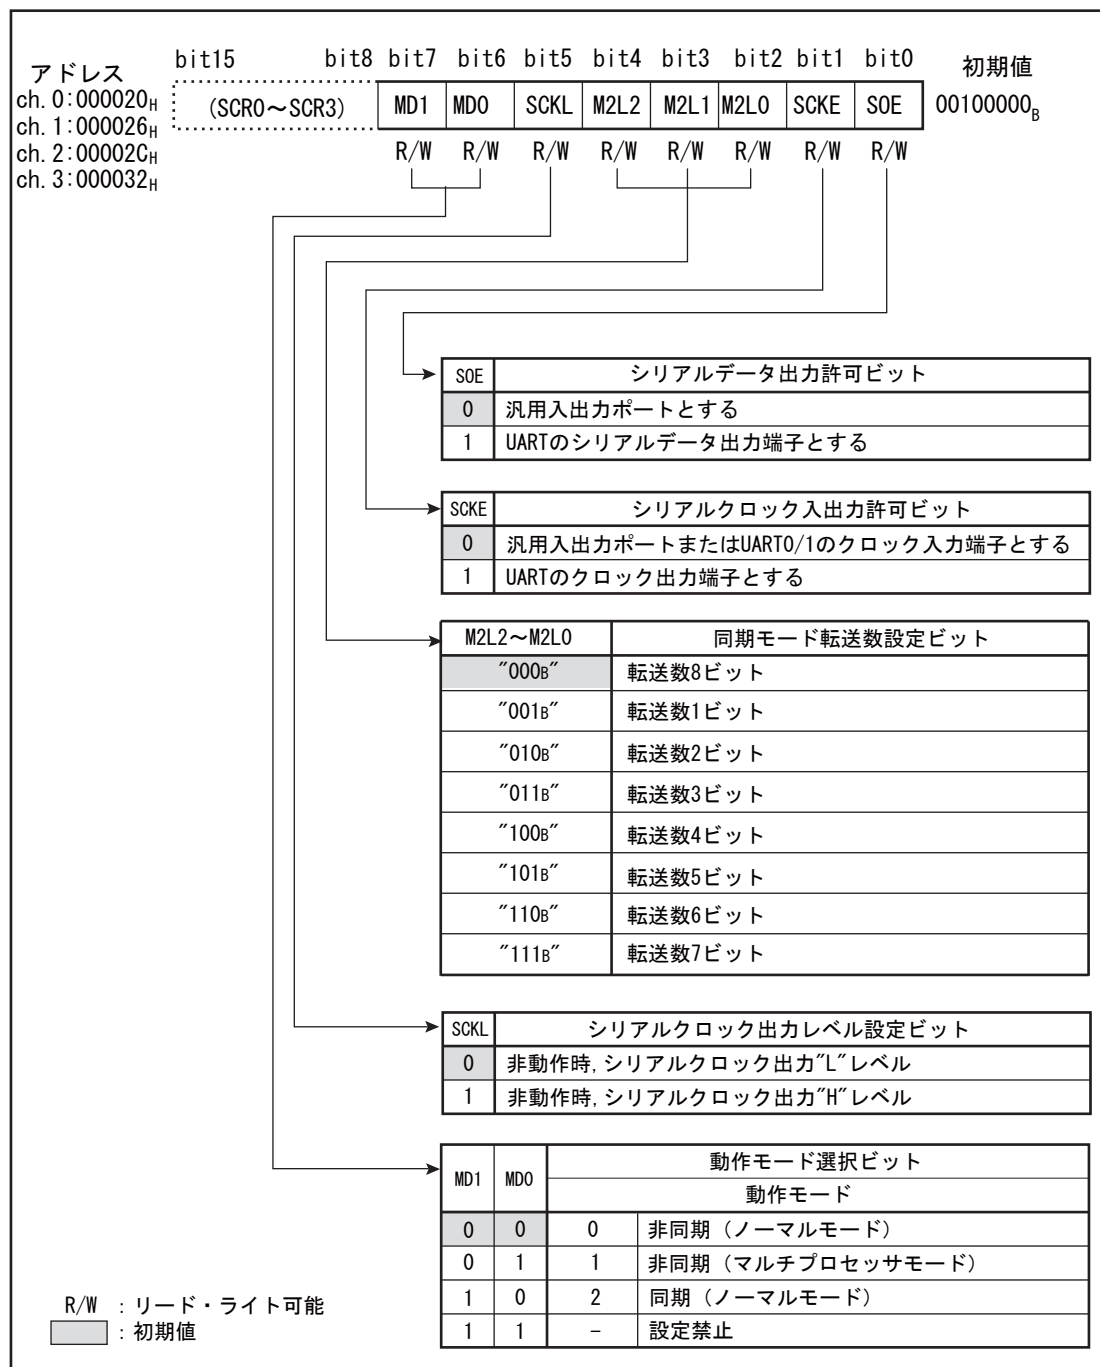 bit15 bit8 bit7 bit6 bit5 bit4 bit3 bit2 bit1 bit0
アドレス 初期値
ch.0:000020H (SCR0～SCR3) MD1 MD0 SCKL M2L2 M2L1 M2L0 SCKE SOE 00100000B
ch.1:000026H
ch.2:00002CH R/W R/W R/W R/W R/W R/W R/W R/W
ch.3:000032H
SOE シリアルデータ出力許可ビット
0 汎用入出力ポートとする
1 UARTのシリアルデータ出力端子とする
SCKE シリアルクロック入出力許可ビット
0 汎用入出力ポートまたはUART0/1のクロック入力端子とする
1 UARTのクロック出力端子とする
M2L2～M2L0 同期モード転送数設定ビット
"000B" 転送数8ビット
"001B" 転送数1ビット
"010B" 転送数2ビット
"011B" 転送数3ビット
"100B" 転送数4ビット
"101B" 転送数5ビット
"110B" 転送数6ビット
"111B" 転送数7ビット
SCKL シリアルクロック出力レベル設定ビット
0 非動作時,シリアルクロック出力"L"レベル
1 非動作時,シリアルクロック出力"H"レベル
MD1 MD0 動作モード選択ビット
動作モード
0 0 0 非同期（ノーマルモード）
0 1 1 非同期（マルチプロセッサモード）
1 0 2 同期（ノーマルモード）
1 1 － 設定禁止
R/W ：リード・ライト可能
：初期値